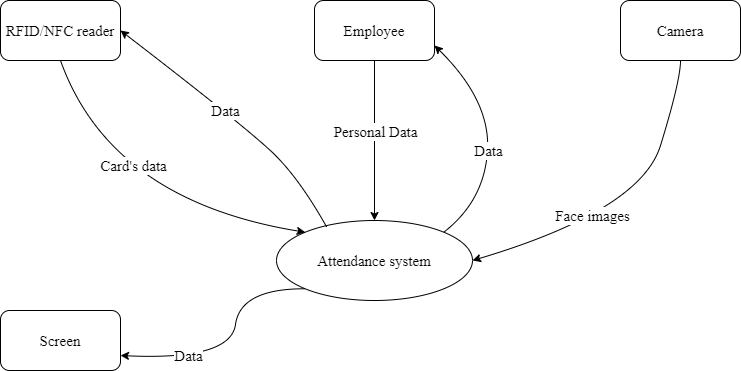 RFID/NFC reader
Employee
Camera
Data
Personal Data
Data
Card's data
Face images
Attendance system
Screen
Data